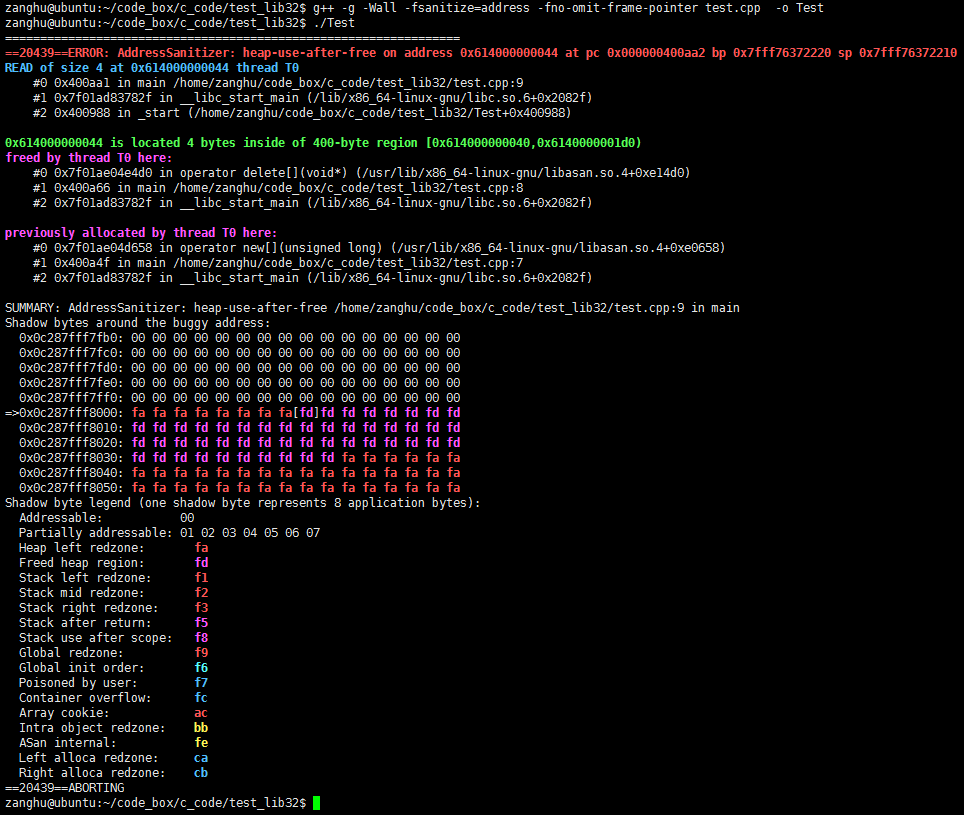 zanghu@ubuntu:~/code_box/c_code/test_lib32$ g++ -g -Wall -fsanitize=address -fno-omit-frame-pointer test.cpp  -o Test
zanghu@ubuntu:~/code_box/c_code/test_lib32$ ./Test
=================================================================
==20439==ERROR: AddressSanitizer: heap-use-after-free on address 0x614000000044 at pc 0x000000400aa2 bp 0x7fff76372220 sp 0x7fff76372210
READ of size 4 at 0x614000000044 thread T0
    #0 0x400aa1 in main /home/zanghu/code_box/c_code/test_lib32/test.cpp:9
    #1 0x7f01ad83782f in __libc_start_main (/lib/x86_64-linux-gnu/libc.so.6+0x2082f)
    #2 0x400988 in _start (/home/zanghu/code_box/c_code/test_lib32/Test+0x400988)

0x614000000044 is located 4 bytes inside of 400-byte region [0x614000000040,0x6140000001d0)
freed by thread T0 here:
    #0 0x7f01ae04e4d0 in operator delete[](void*) (/usr/lib/x86_64-linux-gnu/libasan.so.4+0xe14d0)
    #1 0x400a66 in main /home/zanghu/code_box/c_code/test_lib32/test.cpp:8
    #2 0x7f01ad83782f in __libc_start_main (/lib/x86_64-linux-gnu/libc.so.6+0x2082f)

previously allocated by thread T0 here:
    #0 0x7f01ae04d658 in operator new[](unsigned long) (/usr/lib/x86_64-linux-gnu/libasan.so.4+0xe0658)
    #1 0x400a4f in main /home/zanghu/code_box/c_code/test_lib32/test.cpp:7
    #2 0x7f01ad83782f in __libc_start_main (/lib/x86_64-linux-gnu/libc.so.6+0x2082f)

SUMMARY: AddressSanitizer: heap-use-after-free /home/zanghu/code_box/c_code/test_lib32/test.cpp:9 in main
Shadow bytes around the buggy address:
  0x0c287fff7fb0: 00 00 00 00 00 00 00 00 00 00 00 00 00 00 00 00
  0x0c287fff7fc0: 00 00 00 00 00 00 00 00 00 00 00 00 00 00 00 00
  0x0c287fff7fd0: 00 00 00 00 00 00 00 00 00 00 00 00 00 00 00 00
  0x0c287fff7fe0: 00 00 00 00 00 00 00 00 00 00 00 00 00 00 00 00
  0x0c287fff7ff0: 00 00 00 00 00 00 00 00 00 00 00 00 00 00 00 00
=>0x0c287fff8000: fa fa fa fa fa fa fa fa[fd]fd fd fd fd fd fd fd
  0x0c287fff8010: fd fd fd fd fd fd fd fd fd fd fd fd fd fd fd fd
  0x0c287fff8020: fd fd fd fd fd fd fd fd fd fd fd fd fd fd fd fd
  0x0c287fff8030: fd fd fd fd fd fd fd fd fd fd fa fa fa fa fa fa
  0x0c287fff8040: fa fa fa fa fa fa fa fa fa fa fa fa fa fa fa fa
  0x0c287fff8050: fa fa fa fa fa fa fa fa fa fa fa fa fa fa fa fa
Shadow byte legend (one shadow byte represents 8 application bytes):
  Addressable:           00
  Partially addressable: 01 02 03 04 05 06 07
  Heap left redzone:       fa
  Freed heap region:       fd
  Stack left redzone:      f1
  Stack mid redzone:       f2
  Stack right redzone:     f3
  Stack after return:      f5
  Stack use after scope:   f8
  Global redzone:          f9
  Global init order:       f6
  Poisoned by user:        f7
  Container overflow:      fc
  Array cookie:            ac
  Intra object redzone:    bb
  ASan internal:           fe
  Left alloca redzone:     ca
  Right alloca redzone:    cb
==20439==ABORTING
zanghu@ubuntu:~/code_box/c_code/test_lib32$